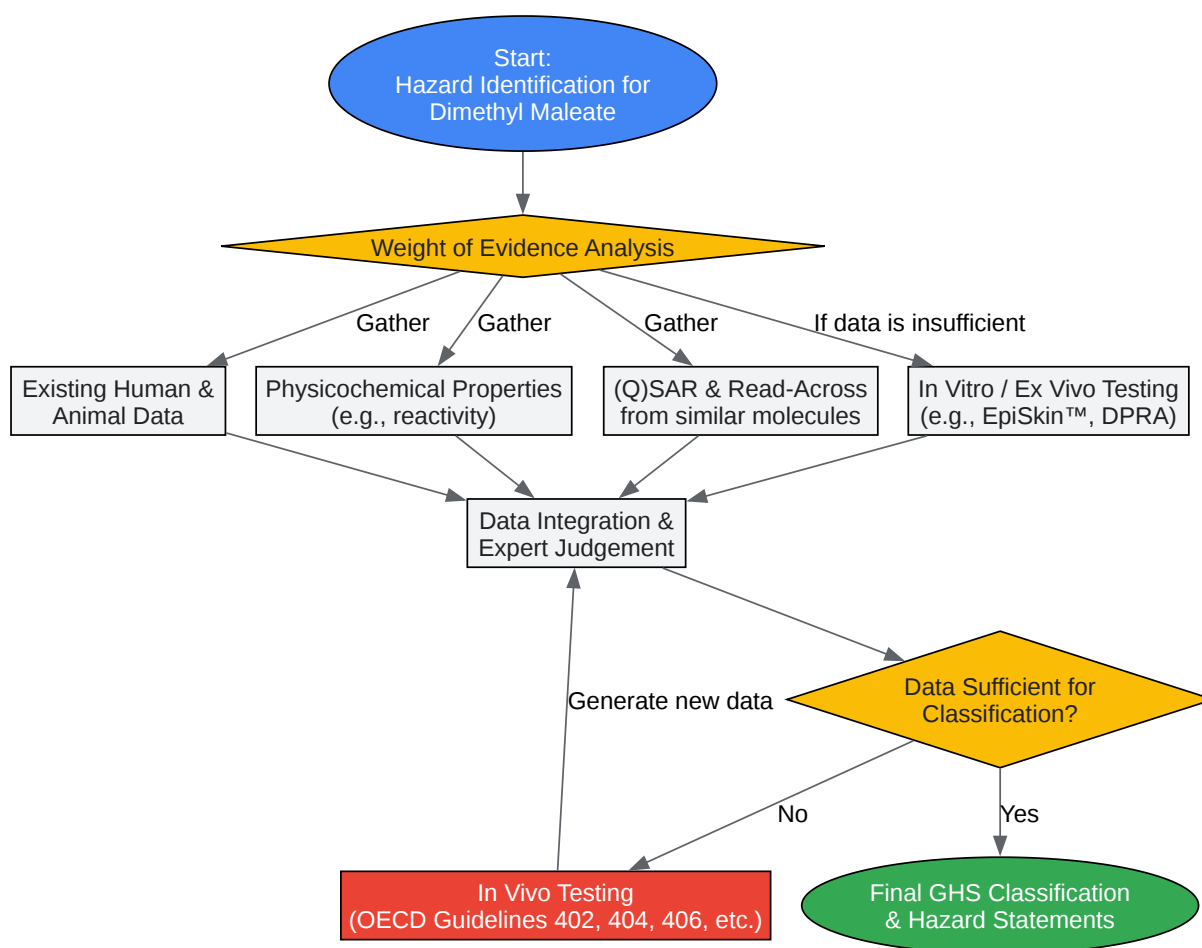 Start:
Hazard Identification for
Dimethyl Maleate
Weight of Evidence Analysis
Gather
Gather
Gather
If data is insufficient
Existing Human &
Animal Data
Physicochemical Properties
(e.g., reactivity)
(Q)SAR & Read-Across
from similar molecules
In Vitro / Ex Vivo Testing
(e.g., EpiSkin™, DPRA)
Data Integration &
Expert Judgement
Data Sufficient for
Classification?
Generate new data
No
Yes
In Vivo Testing
(OECD Guidelines 402, 404, 406, etc.)
Final GHS Classification
& Hazard Statements